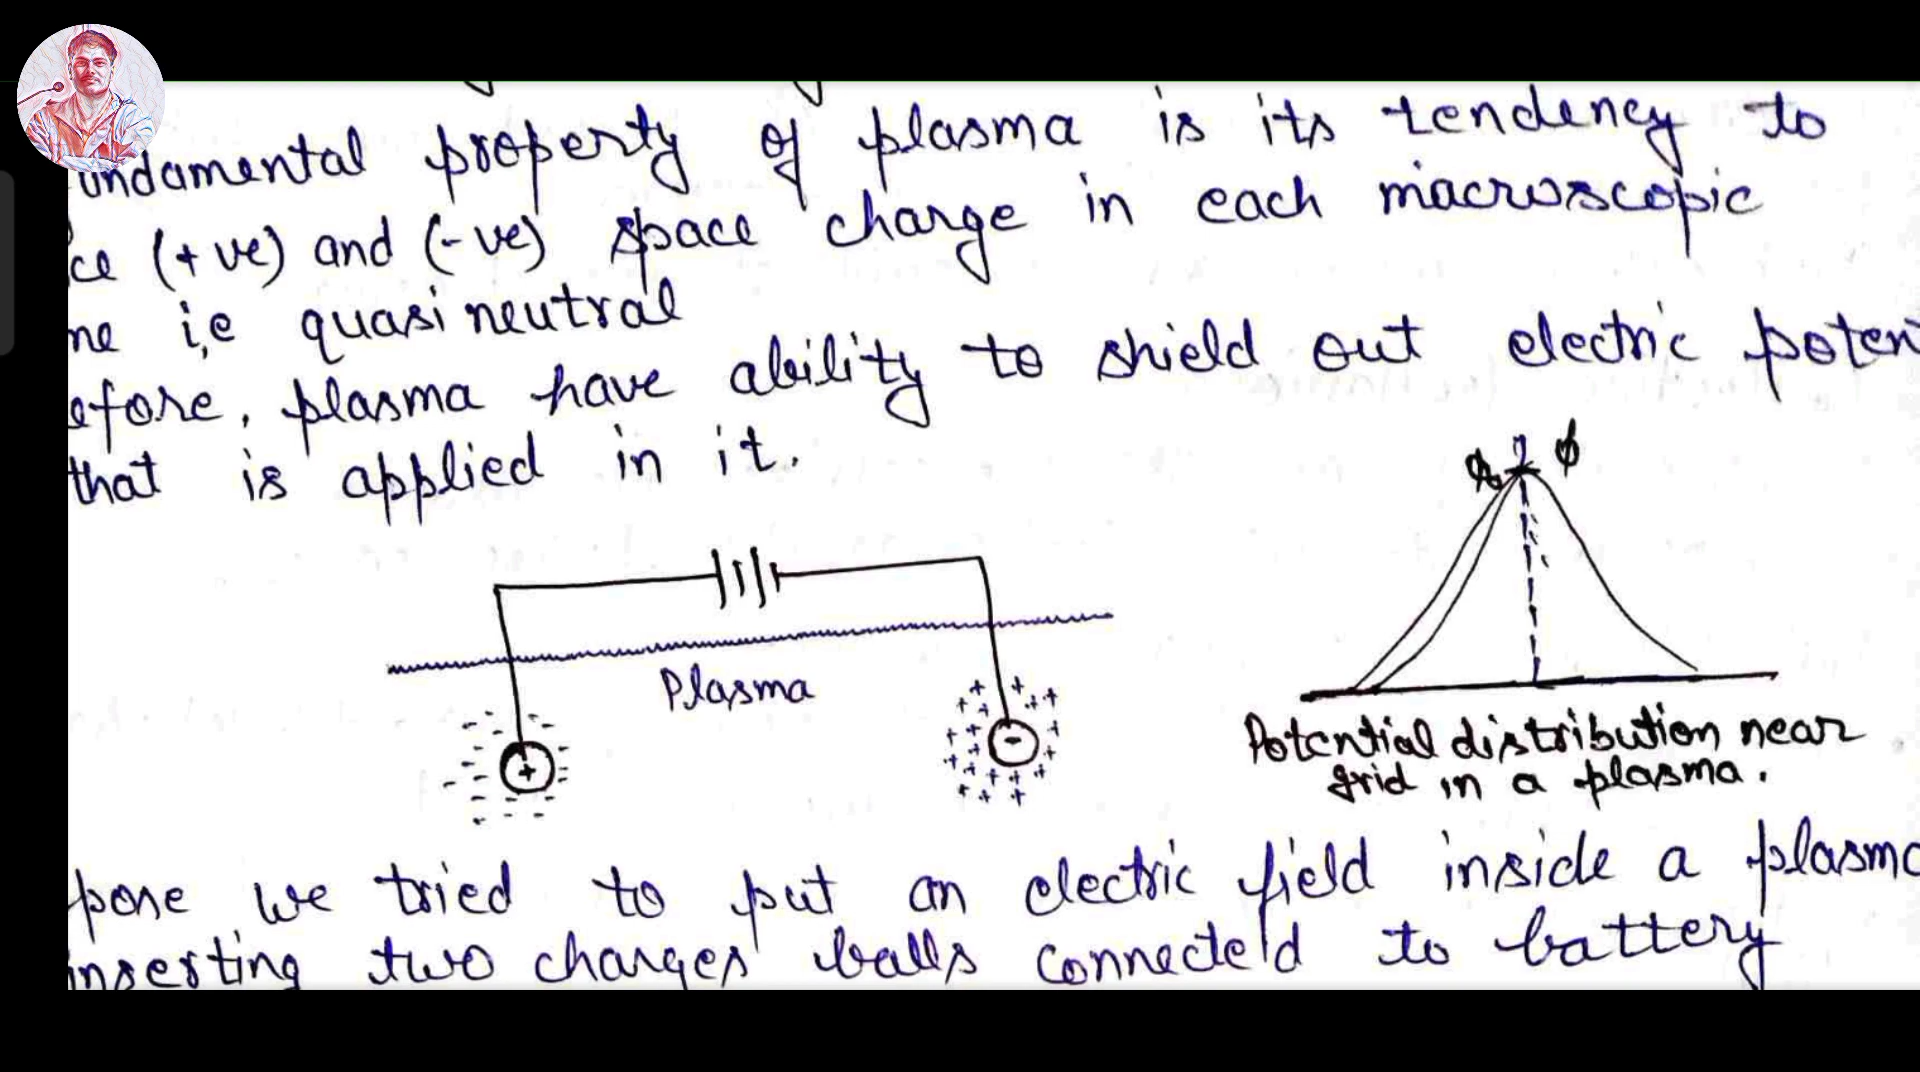 undamental property of plasma is its tendency to
ce (+ve) and (-ve) space charge in each macroscopic
me i,e quasi neutral
efore, plasma have ability to shield out electric poten
that is applied in it.
ϕ
Plasma
Potential distribution near
grid in a plasma.
pose we tried to put an electric field inside a plasma
inserting two charges balls connected to battery